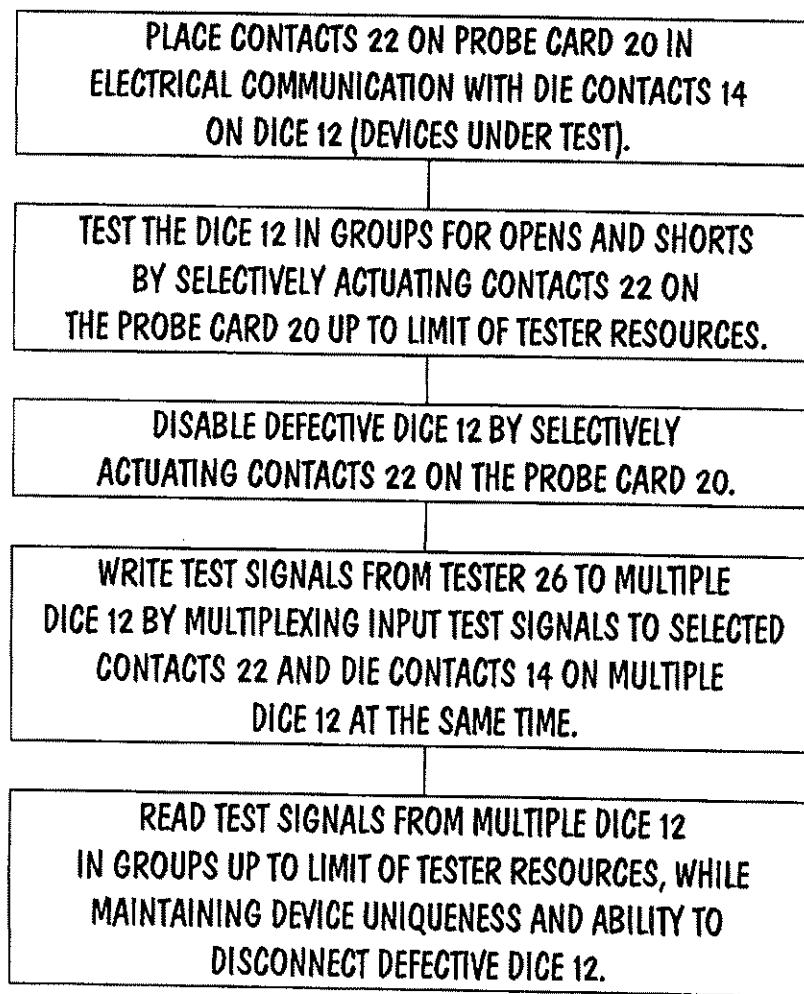 PLACE CONTACTS 22 ON PROBE CARD 20 IN
ELECTRICAL COMMUNICATION WITH DIE CONTACTS 14
ON DICE 12 (DEVICES UNDER TEST).
TEST THE DICE 12 IN GROUPS FOR OPENS AND SHORTS
BY SELECTIVELY ACTUATING CONTACTS 22 ON
THE PROBE CARD 20 UP TO LIMIT OF TESTER RESOURCES.
DISABLE DEFECTIVE DICE 12 BY SELECTIVELY
ACTUATING CONTACTS 22 ON THE PROBE CARD 20.
WRITE TEST SIGNALS FROM TESTER 26 TO MULTIPLE
DICE 12 BY MULTIPLEXING INPUT TEST SIGNALS TO SELECTED
CONTACTS 22 AND DIE CONTACTS 14 ON MULTIPLE
DICE 12 AT THE SAME TIME.
READ TEST SIGNALS FROM MULTIPLE DICE 12
IN GROUPS UP TO LIMIT OF TESTER RESOURCES, WHILE
MAINTAINING DEVICE UNIQUENESS AND ABILITY TO
DISCONNECT DEFECTIVE DICE 12.